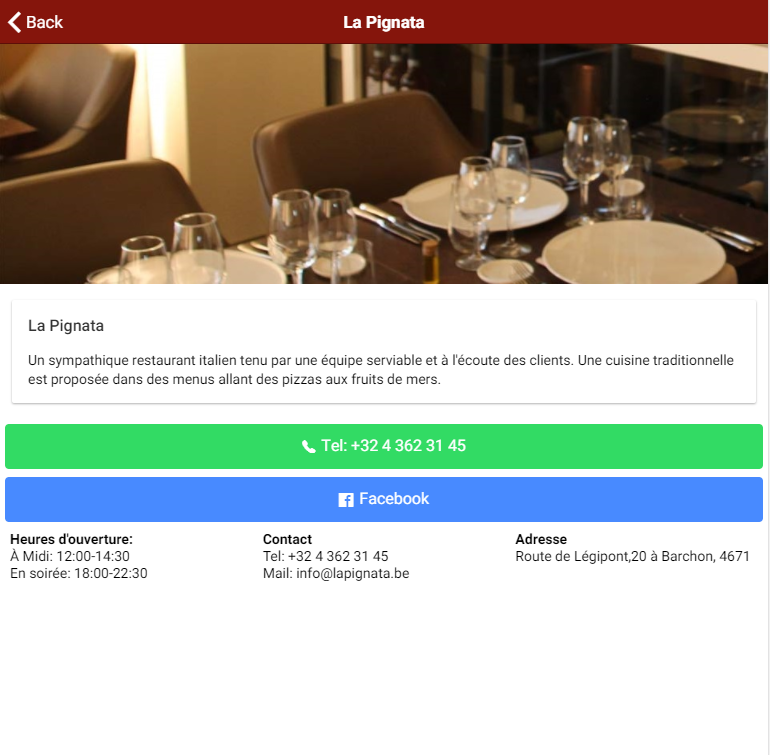 Back
La Pignata
La Pignata
Un sympathique restaurant italien tenu par une équipe serviable et à l'écoute des clients. Une cuisine traditionnelle
est proposée dans des menus allant des pizzas aux fruits de mers.
Tel: +32 4 362 31 45
Facebook
Heures d'ouverture:
À Midi: 12:00-14:30
En soirée: 18:00-22:30
Contact
Tel: +32 4 362 31 45
Mail: info@lapignata.be
Adresse
Route de Légipont,20 à Barchon, 4671